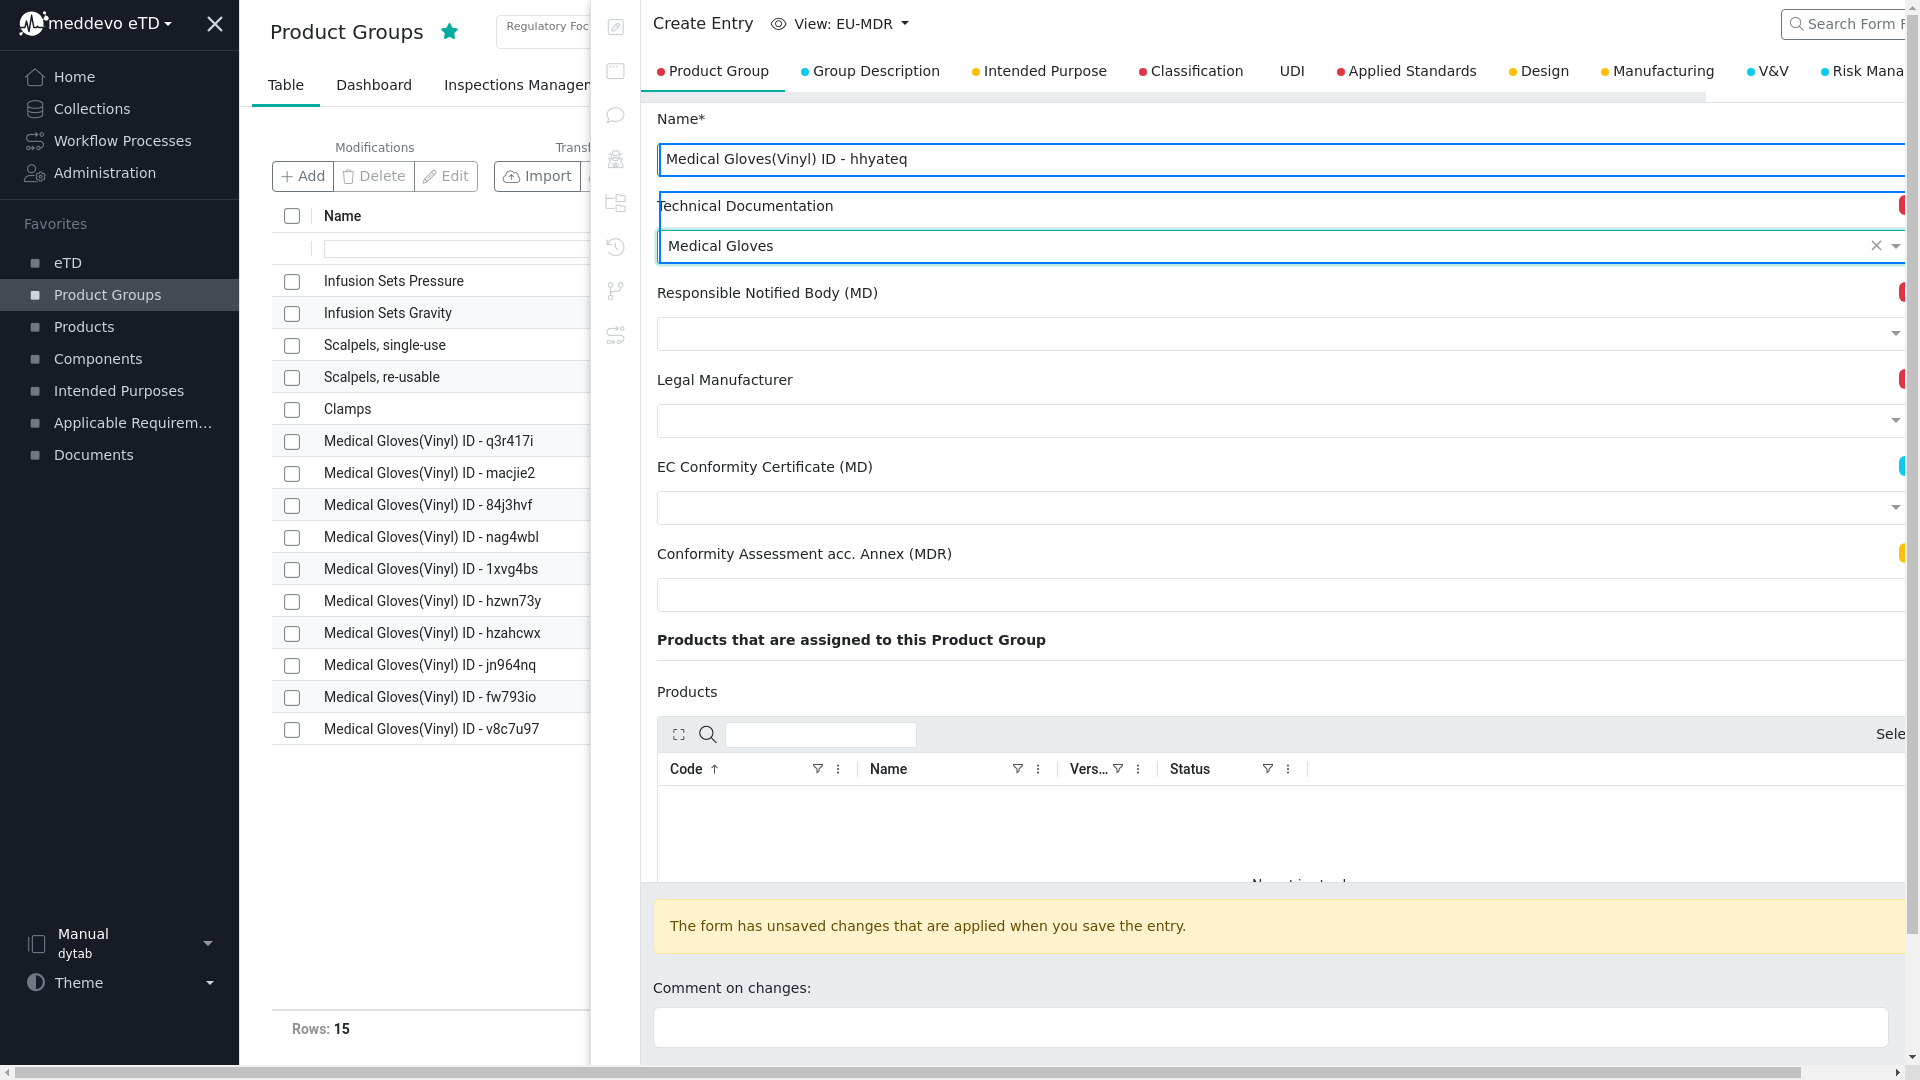 meddevo eTD
Home
Collections
Workflow Processes
Administration
Favorites
eTD
Product Groups
Products
Components
Intended Purposes
Applicable Requirem...
Documents
Manual
dytab
Theme
Product Groups
Regulatory Foc
Table
Dashboard
Inspections Manager
Modifications
Transf
Add
Delete
Edit
Import
Name
Infusion Sets Pressure
Infusion Sets Gravity
Scalpels, single-use
Scalpels, re-usable
Clamps
Medical Gloves(Vinyl) ID - q3r417i
Medical Gloves(Vinyl) ID - macjie2
Medical Gloves(Vinyl) ID - 84j3hvf
Medical Gloves(Vinyl) ID - nag4wbl
Medical Gloves(Vinyl) ID - 1xvg4bs
Medical Gloves(Vinyl) ID - hzwn73y
Medical Gloves(Vinyl) ID - hzahcwx
Medical Gloves(Vinyl) ID - jn964nq
Medical Gloves(Vinyl) ID - fw793io
Medical Gloves(Vinyl) ID - v8c7u97
Rows: 15
Create Entry
View: EU-MDR
Search Form F
Product Group
Group Description
Intended Purpose
Classification
UDI
Applied Standards
Design
Manufacturing
V&V
Risk Mana
Name*
Medical Gloves(Vinyl) ID - hhyateq
Technical Documentation
Medical Gloves
Responsible Notified Body (MD)
Legal Manufacturer
EC Conformity Certificate (MD)
Conformity Assessment acc. Annex (MDR)
Products that are assigned to this Product Group
Products
Sele
Code
Name
Vers...
Status
The form has unsaved changes that are applied when you save the entry.
Comment on changes: